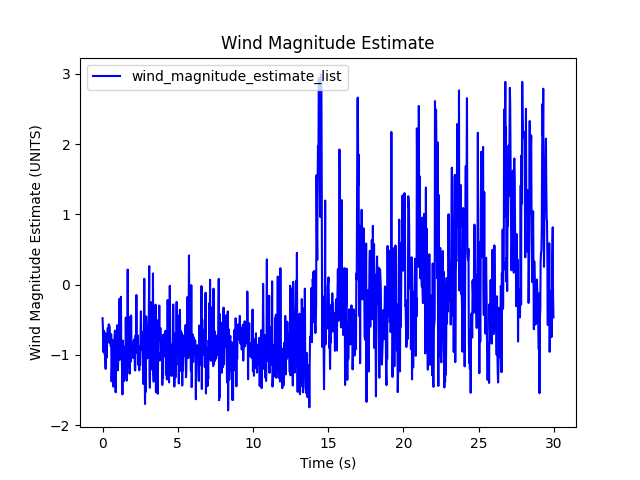 Wind Magnitude Estimate
wind_magnitude_estimate_list
Wind Magnitude Estimate (UNITS)
3
2
1
0
−1
−2
0 5 10 15 20 25 30
Time (s)